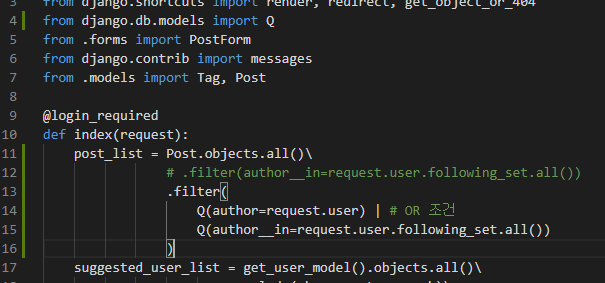 3 from django.shortcuts import render, redirect, get_object_or_404
4 from django.db.models import Q
5 from .forms import PostForm
6 from django.contrib import messages
7 from .models import Tag, Post
8
9 @login_required
10 def index(request):
11     post_list = Post.objects.all()\
12                 # .filter(author__in=request.user.following_set.all())
13                 .filter(
14                     Q(author=request.user) | # OR 조건
15                     Q(author__in=request.user.following_set.all())
16                 )
17     suggested_user_list = get_user_model().objects.all()\